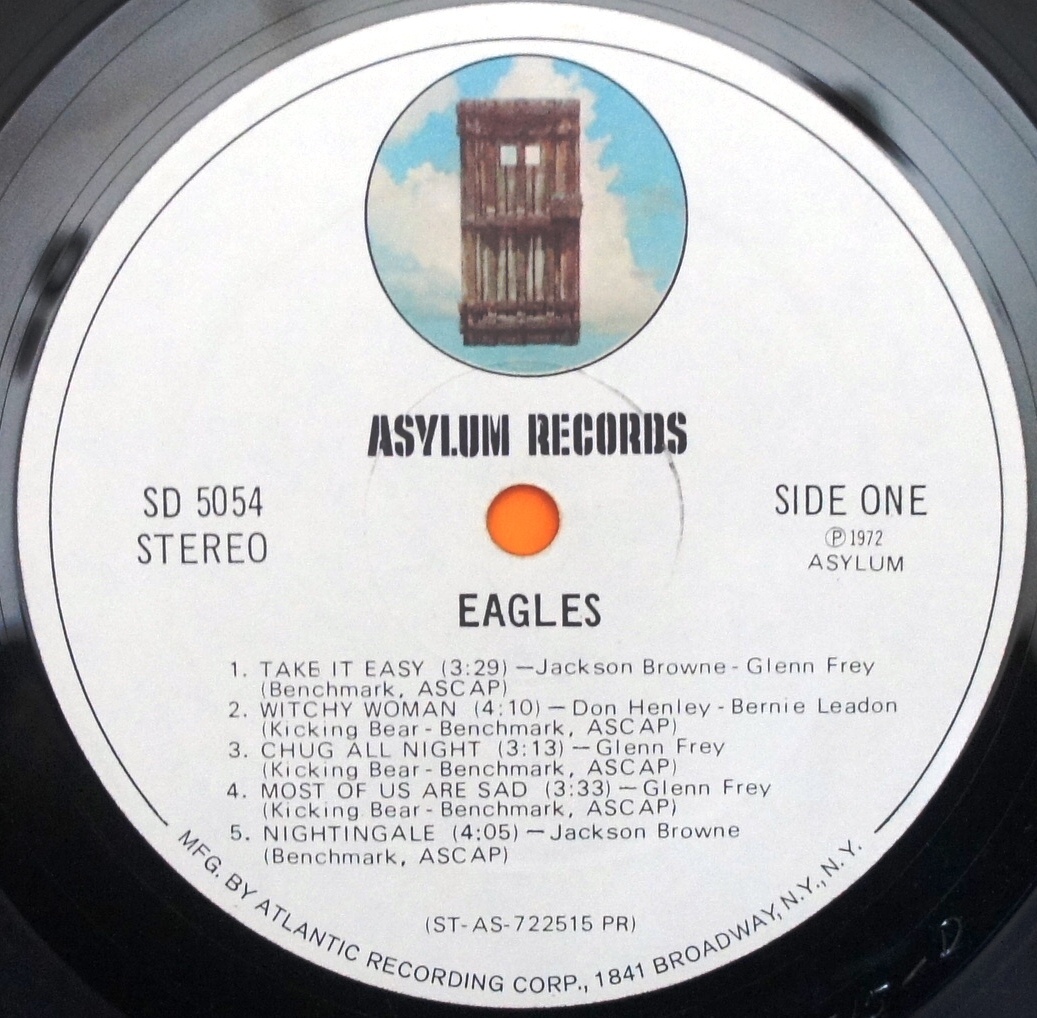 ASYLUM RECORDS
SD 5054
STEREO
SIDE ONE
℗ 1972
ASYLUM
EAGLES
1. TAKE IT EASY (3:29) — Jackson Browne - Glenn Frey
(Benchmark, ASCAP)
2. WITCHY WOMAN (4:10) — Don Henley - Bernie Leadon
(Kicking Bear - Benchmark, ASCAP)
3. CHUG ALL NIGHT (3:13) — Glenn Frey
(Kicking Bear - Benchmark, ASCAP)
4. MOST OF US ARE SAD (3:33) — Glenn Frey
(Kicking Bear - Benchmark, ASCAP)
5. NIGHTINGALE (4:05) — Jackson Browne
(Benchmark, ASCAP)
(ST-AS-722515 PR)
MFG. BY ATLANTIC RECORDING CORP., 1841 BROADWAY, N.Y., N.Y.